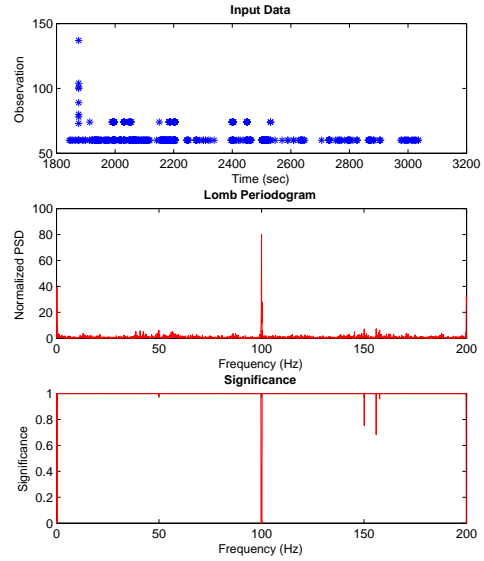 Input Data
150
100
50
Observation
1800 2000 2200 2400 2600 2800 3000 3200
Time (sec)
Lomb Periodogram
100
80
60
40
20
0
Normalized PSD
0 50 100 150 200
Frequency (Hz)
Significance
1
0.8
0.6
0.4
0.2
0
Significance
0 50 100 150 200
Frequency (Hz)